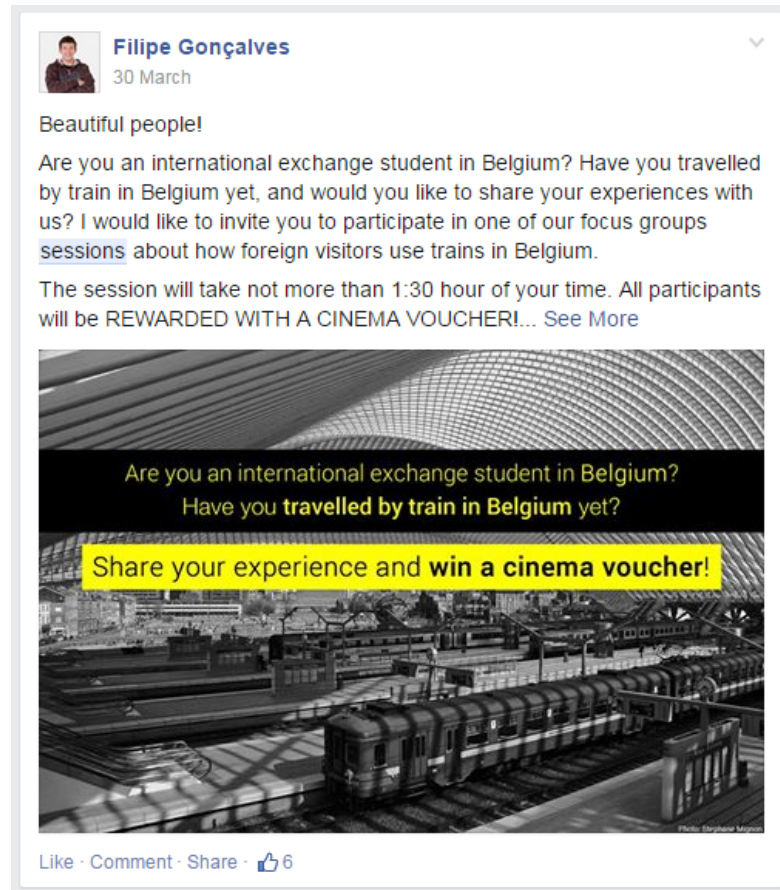 Filipe Gonçalves
30 March
Beautiful people!
Are you an international exchange student in Belgium? Have you travelled
by train in Belgium yet, and would you like to share your experiences with
us? I would like to invite you to participate in one of our focus groups
sessions about how foreign visitors use trains in Belgium.
The session will take not more than 1:30 hour of your time. All participants
will be REWARDED WITH A CINEMA VOUCHER!... See More
Are you an international exchange student in Belgium?
Have you travelled by train in Belgium yet?
Share your experience and win a cinema voucher!
Photo: Stephane Mignon
Like · Comment · Share · 6